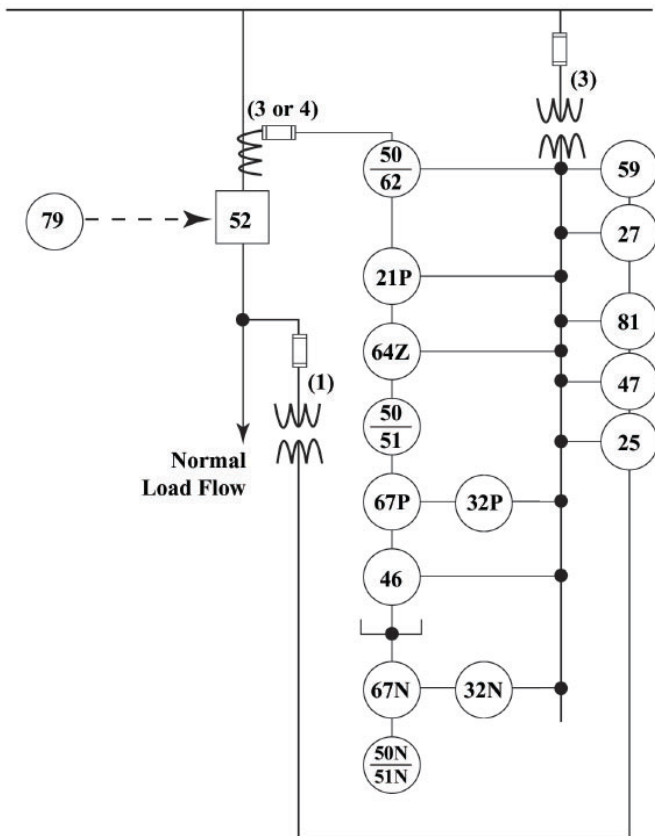 (3)
(3 or 4)
50
62
59
79
52
27
21P
81
64Z
(1)
47
50
51
25
Normal
Load Flow
67P
32P
46
67N
32N
50N
51N